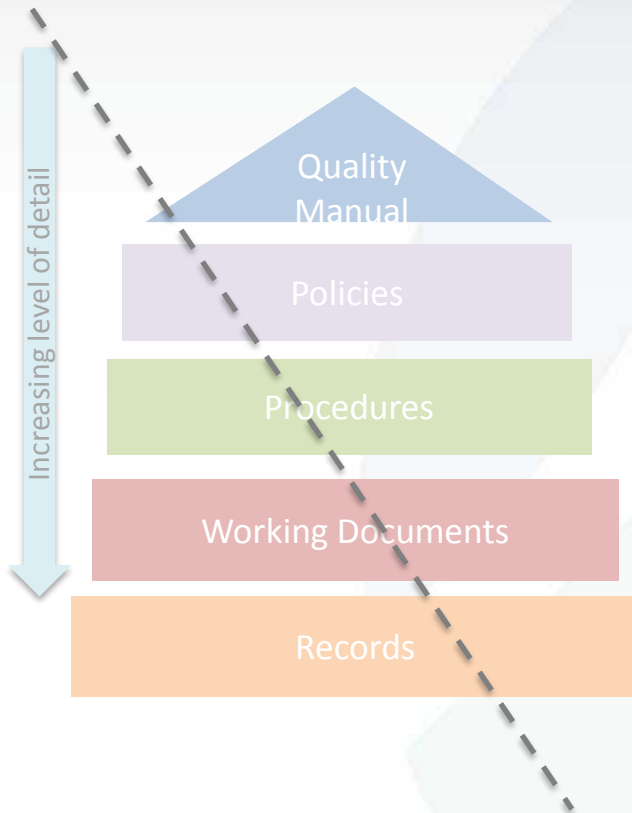 Increasing level of detail
Quality
Manual
Policies
Procedures
Working Documents
Records